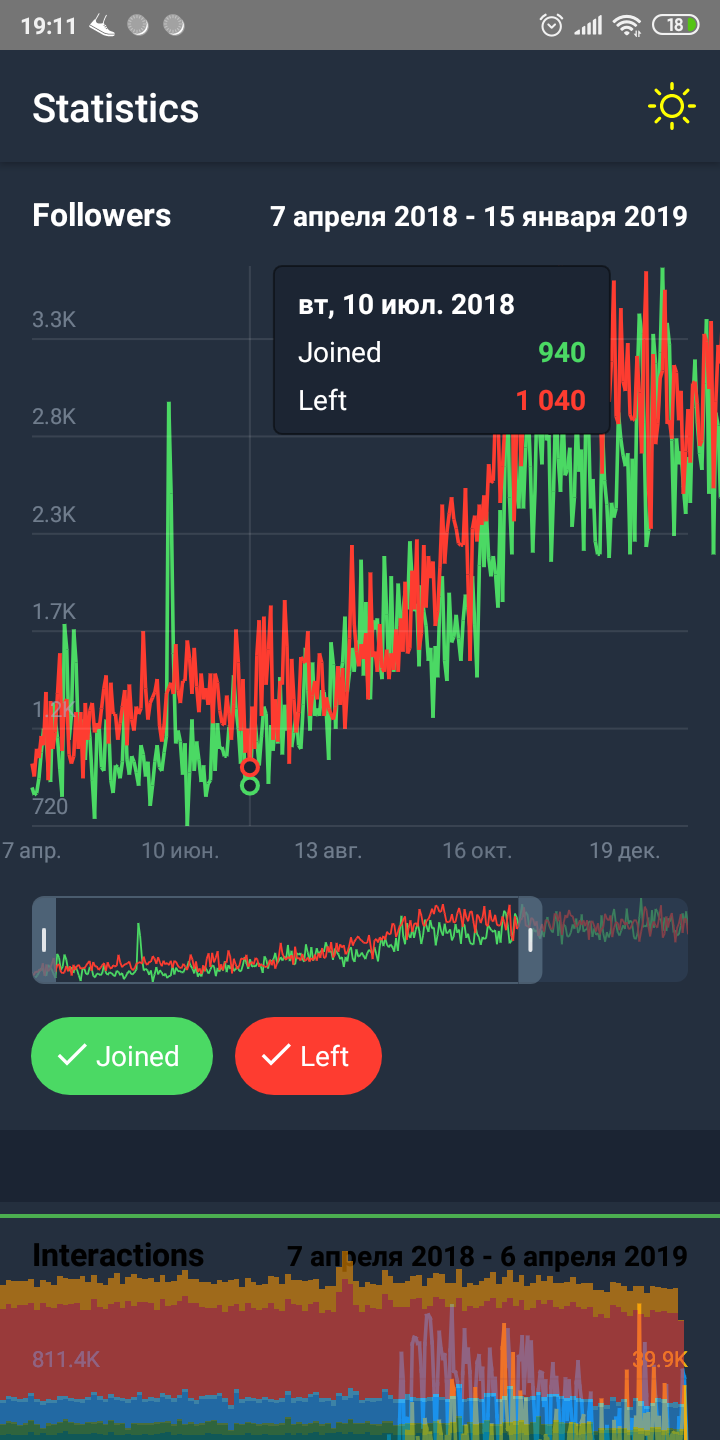 19:11
18
Statistics
Followers 7 апреля 2018 - 15 января 2019
вт, 10 июл. 2018
Joined 940
Left 1 040
3.3K
2.8K
2.3K
1.7K
1.2K
720
7 апр. 10 июн. 13 авг. 16 окт. 19 дек.
Joined Left
Interactions 7 апреля 2018 - 6 апреля 2019
811.4K 39.9K